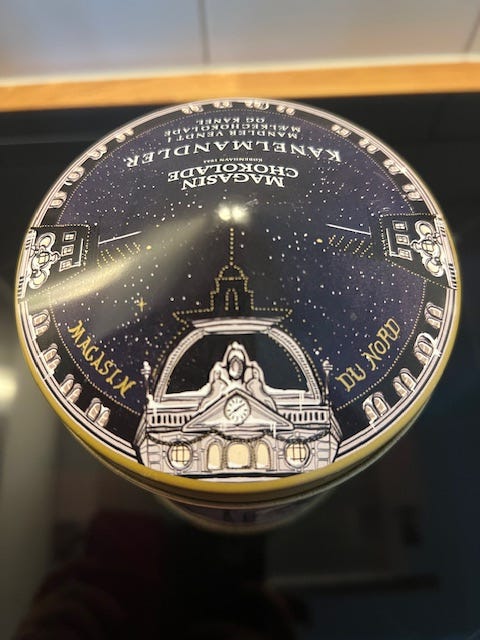 MAGASIN
CHOKOLADE
KØBENHAVN 1868
KANELMANDLER
MANDLER VENDT I
MÆLKECHOKOLADE
OG KANEL
MAGASIN
DU NORD